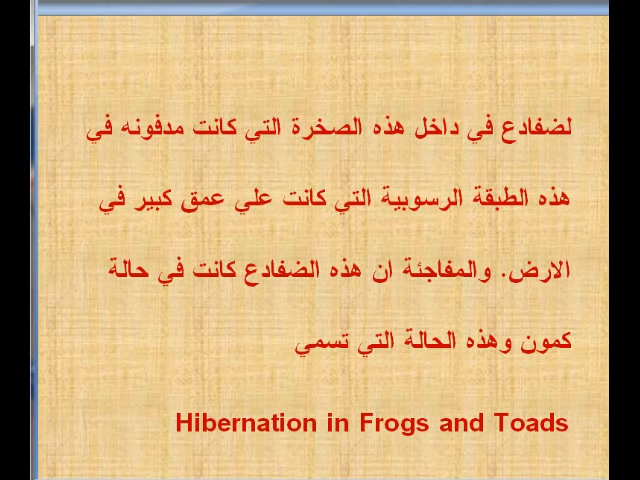 لضفادع في داخل هذه الصخرة التي كانت مدفونه في
هذه الطبقة الرسوبية التي كانت علي عمق كبير في
الارض. والمفاجئة ان هذه الضفادع كانت في حالة
كمون وهذه الحالة التي تسمي
Hibernation in Frogs and Toads